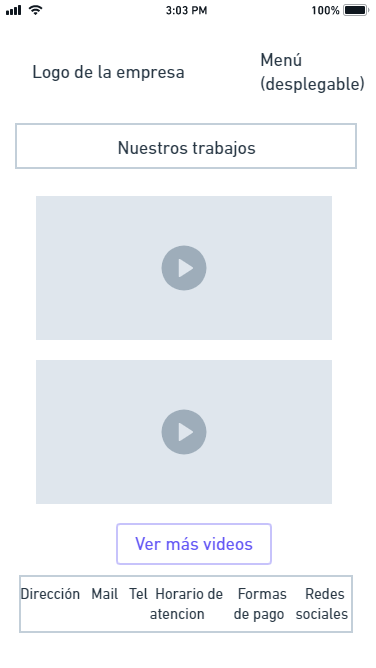 3:03 PM
100%
Logo de la empresa
Menú
(desplegable)
Nuestros trabajos
Ver más videos
Dirección Mail Tel Horario de Formas Redes
atencion de pago sociales